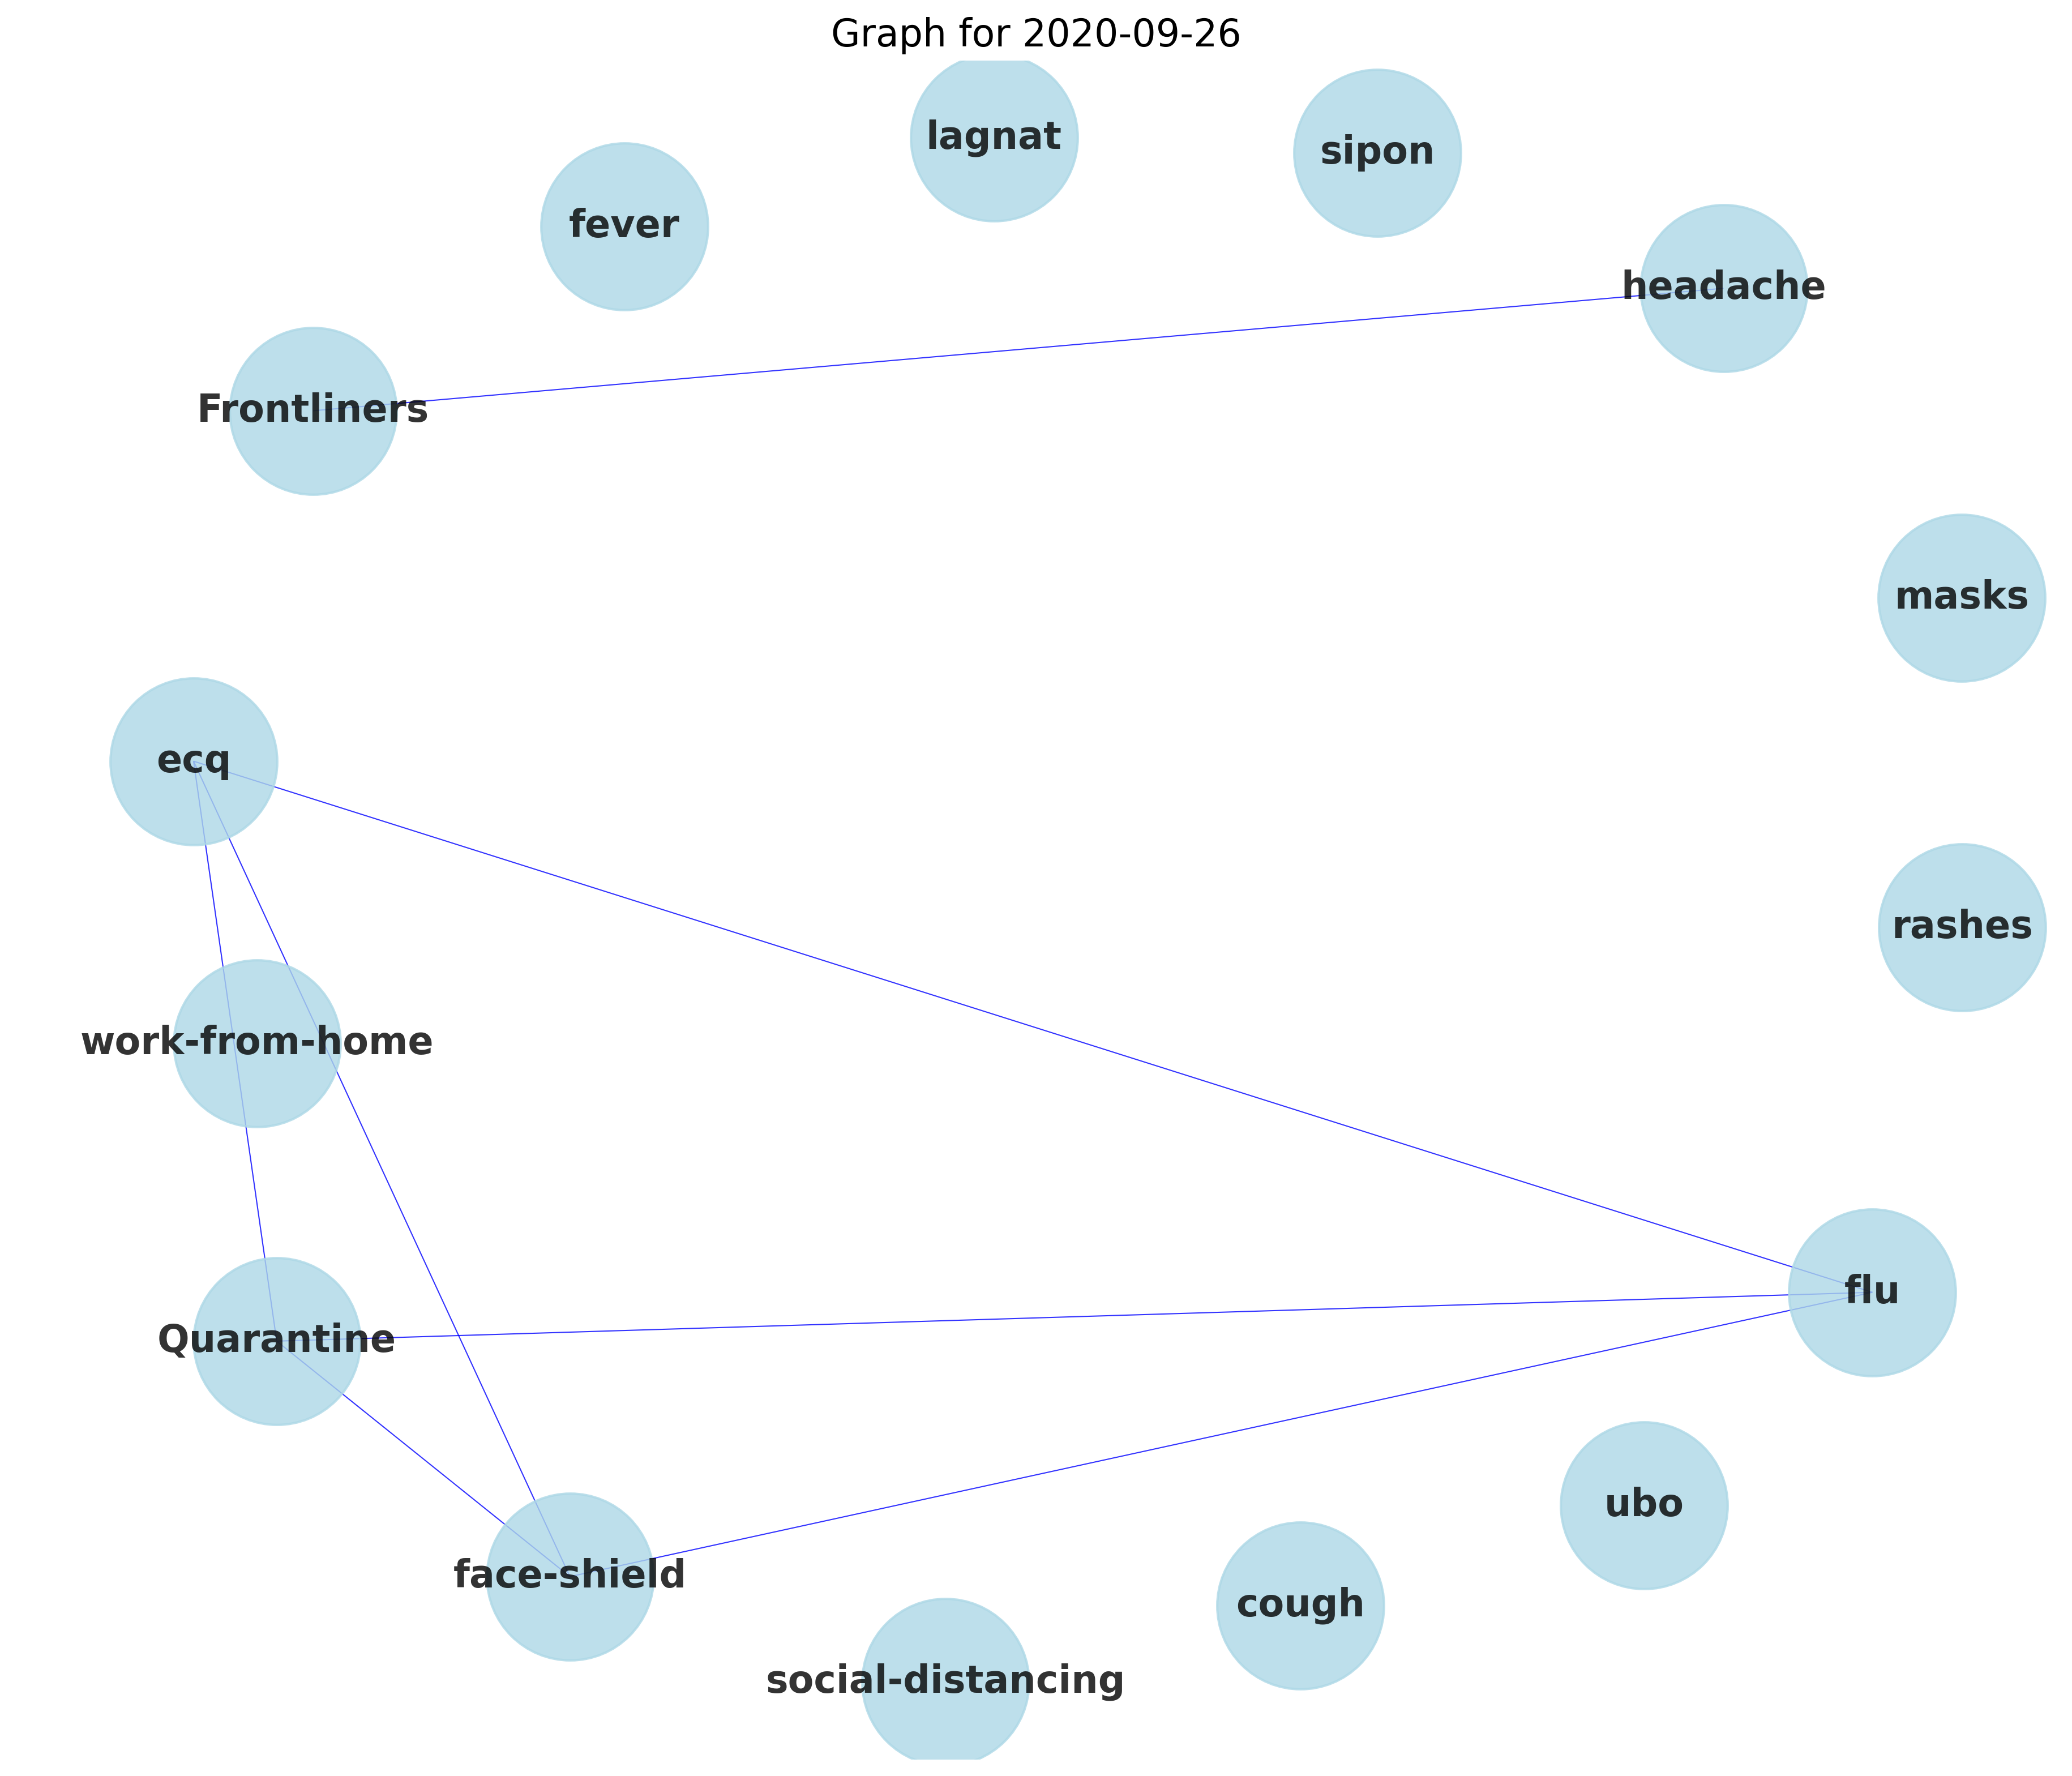 Graph for 2020-09-26
lagnat
sipon
fever
headache
Frontliners
masks
ecq
rashes
work-from-home
flu
Quarantine
ubo
face-shield
cough
social-distancing